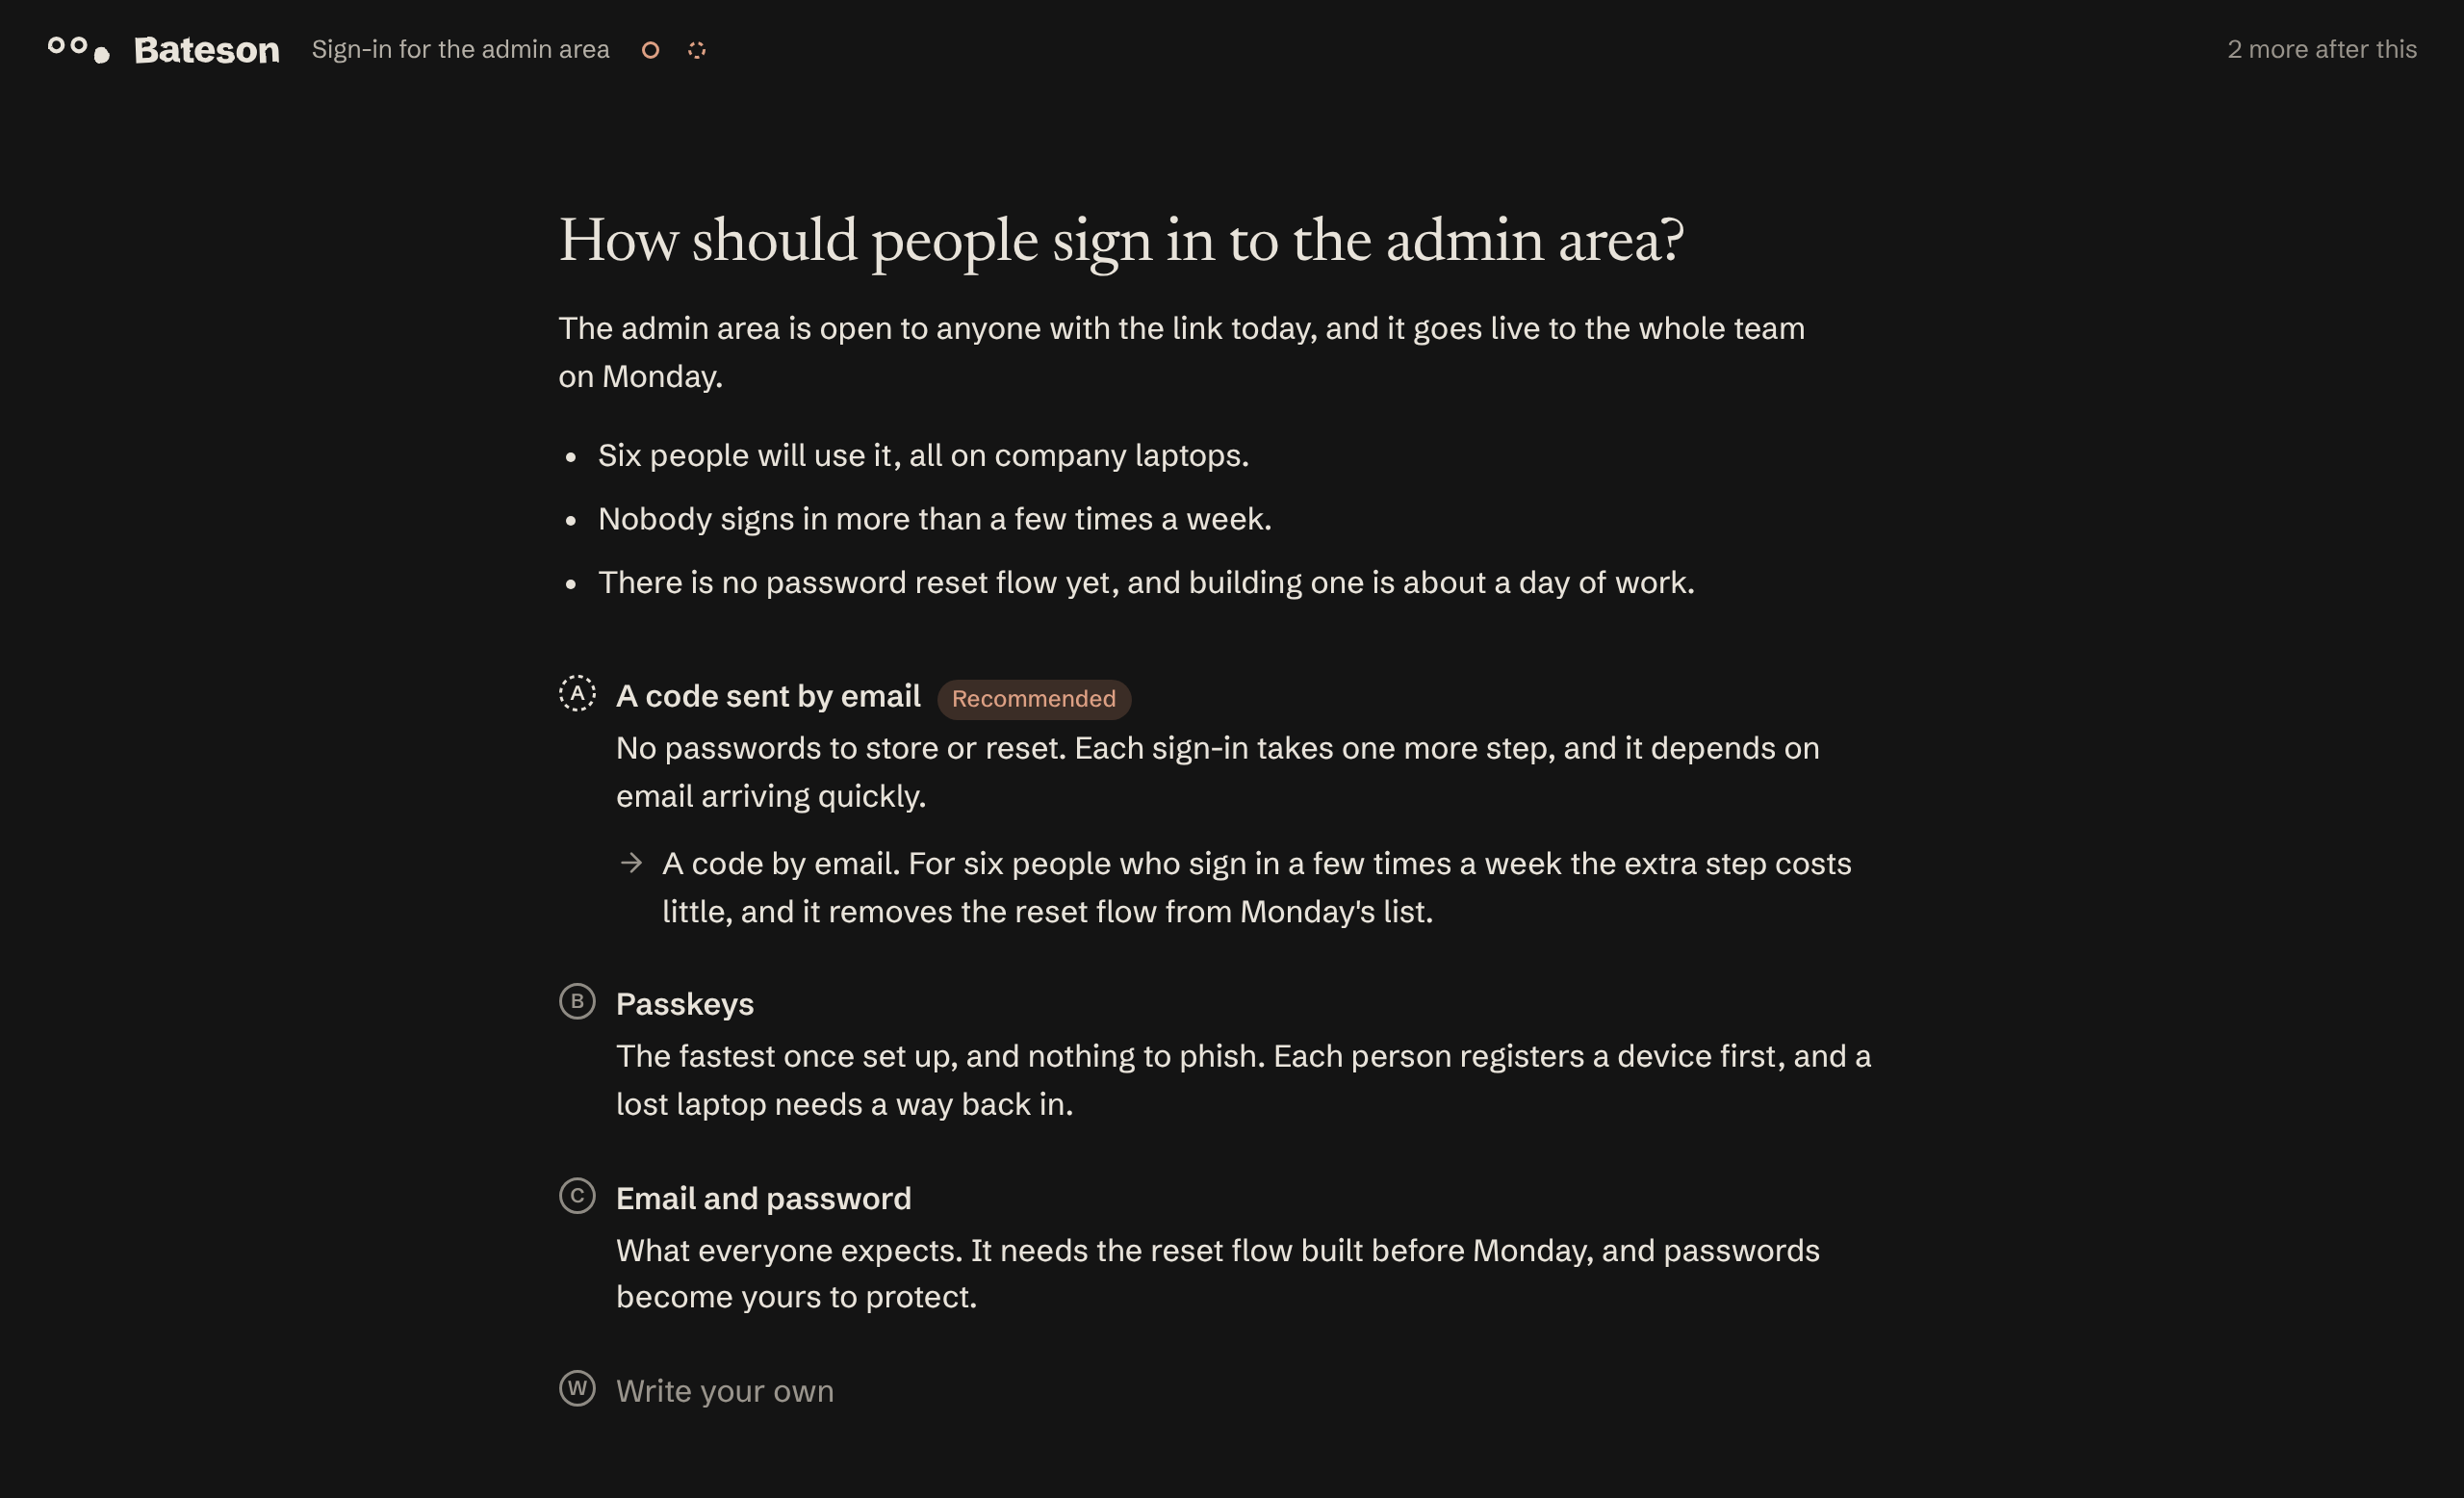 Bateson
Sign-in for the admin area
2 more after this
How should people sign in to the admin area?
The admin area is open to anyone with the link today, and it goes live to the whole team
on Monday.
• Six people will use it, all on company laptops.
• Nobody signs in more than a few times a week.
• There is no password reset flow yet, and building one is about a day of work.
A A code sent by email Recommended
No passwords to store or reset. Each sign-in takes one more step, and it depends on
email arriving quickly.
→ A code by email. For six people who sign in a few times a week the extra step costs
little, and it removes the reset flow from Monday's list.
B Passkeys
The fastest once set up, and nothing to phish. Each person registers a device first, and a
lost laptop needs a way back in.
C Email and password
What everyone expects. It needs the reset flow built before Monday, and passwords
become yours to protect.
W Write your own